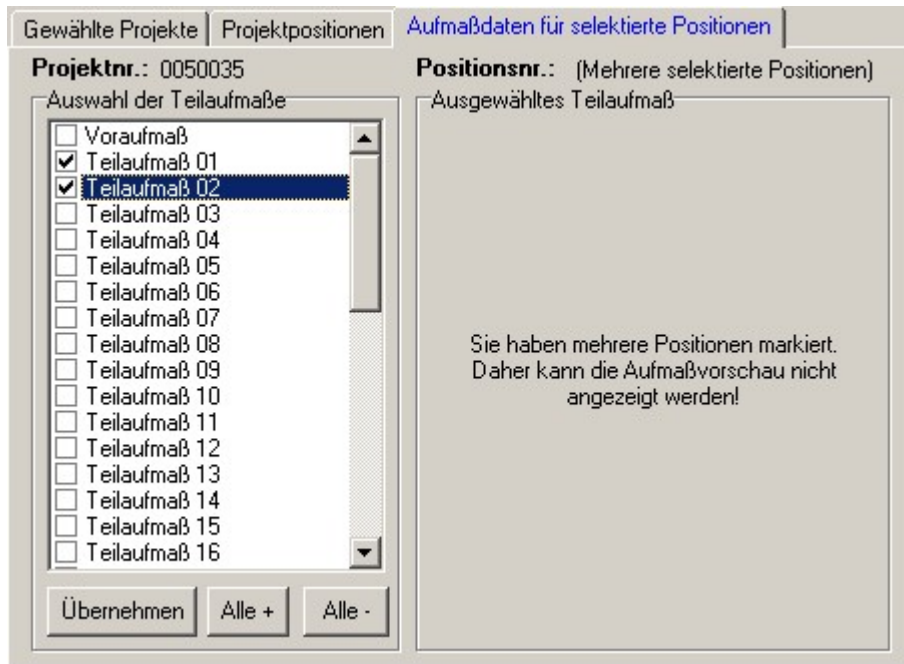 Gewählte Projekte Projektpositionen Aufmaßdaten für selektierte Positionen
Projektnr.: 0050035 Positionsnr.: (Mehrere selektierte Positionen)
Auswahl der Teilaufmaße Ausgewähltes Teilaufmaß
Voraufmaß
Teilaufmaß 01
Teilaufmaß 02
Teilaufmaß 03
Teilaufmaß 04
Teilaufmaß 05
Teilaufmaß 06
Teilaufmaß 07
Teilaufmaß 08
Teilaufmaß 09
Teilaufmaß 10
Teilaufmaß 11
Teilaufmaß 12
Teilaufmaß 13
Teilaufmaß 14
Teilaufmaß 15
Teilaufmaß 16
Übernehmen Alle + Alle -
Sie haben mehrere Positionen markiert.
Daher kann die Aufmaßvorschau nicht
angezeigt werden!